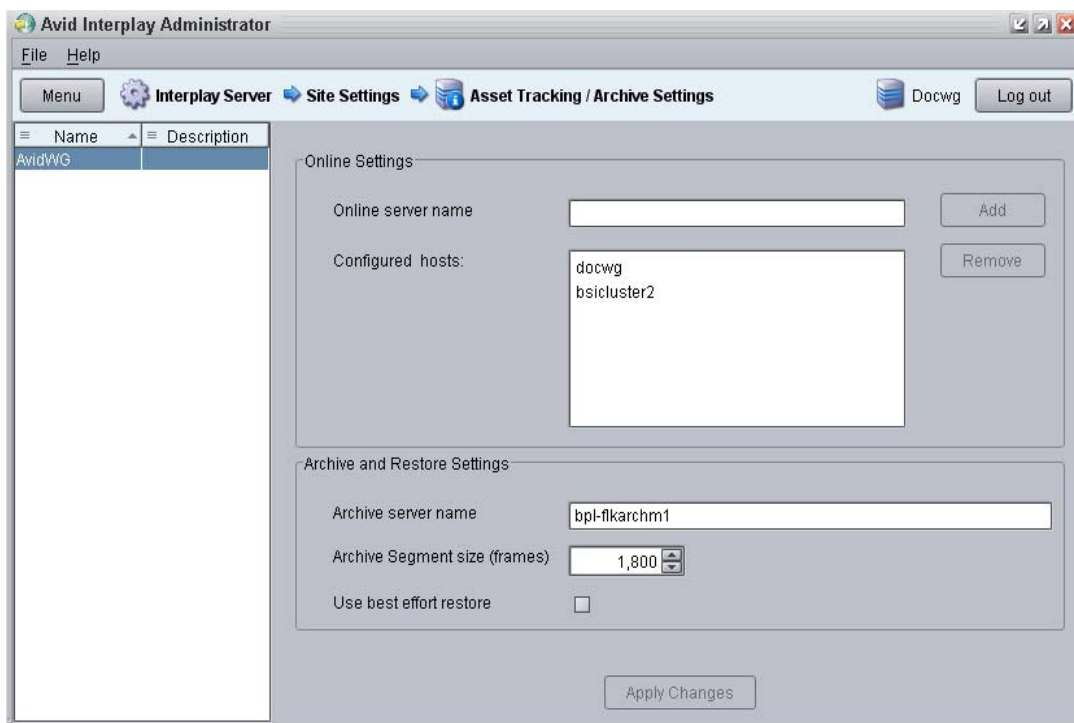 Avid Interplay Administrator
File Help
Menu Interplay Server Site Settings Asset Tracking / Archive Settings Docwg Log out
Name Description
AvidWG
Online Settings
Online server name Add
Configured hosts: Remove
docwg
bsicluster2
Archive and Restore Settings
Archive server name bpl-flkarchm1
Archive Segment size (frames) 1,800
Use best effort restore
Apply Changes